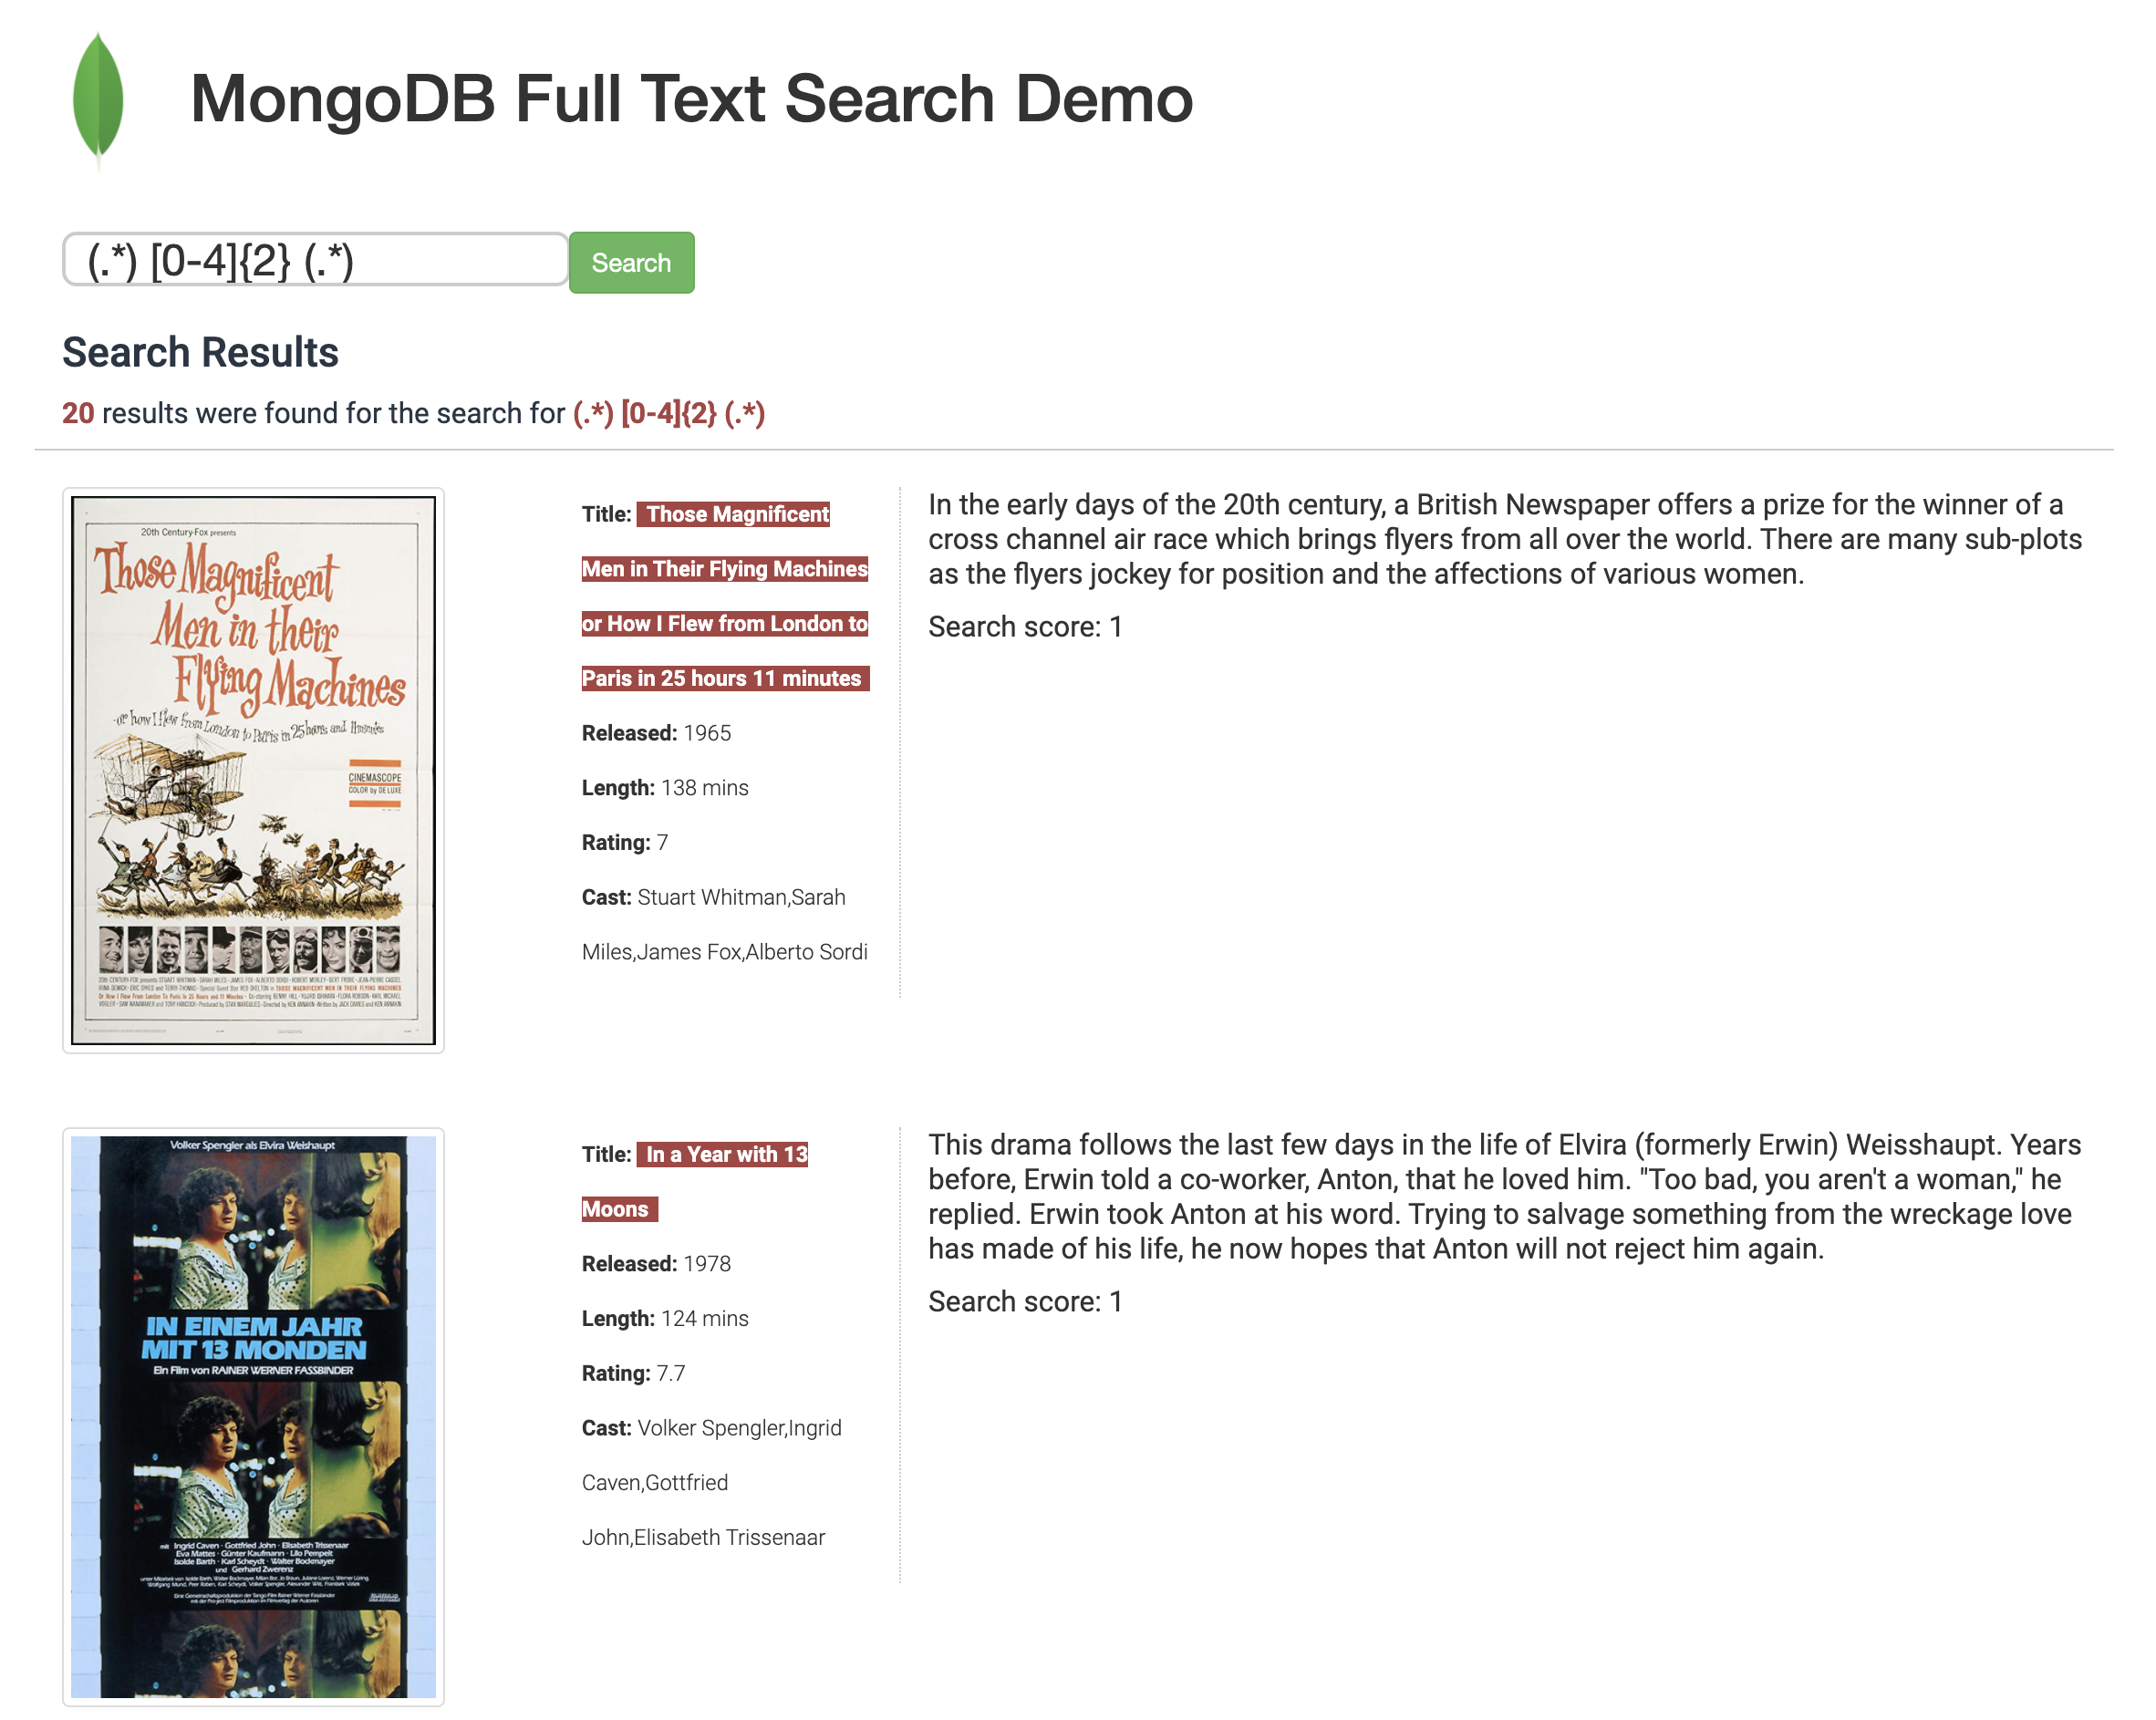 MongoDB Full Text Search Demo
(.*) [0-4]{2} (.*)
Search
Search Results
20 results were found for the search for (.*) [0-4]{2} (.*)
20th Century-Fox presents
Those Magnificent
Men in their
Flying Machines
-or how I flew from London to Paris in 25 hours and 11 minutes
CINEMASCOPE
COLOR by DE LUXE
Title: Those Magnificent
Men in Their Flying Machines
or How I Flew from London to
Paris in 25 hours 11 minutes
Released: 1965
Length: 138 mins
Rating: 7
Cast: Stuart Whitman,Sarah
Miles,James Fox,Alberto Sordi
In the early days of the 20th century, a British Newspaper offers a prize for the winner of a
cross channel air race which brings flyers from all over the world. There are many sub-plots
as the flyers jockey for position and the affections of various women.
Search score: 1
Volker Spengler als Elvira Weishaupt
IN EINEM JAHR
MIT 13 MONDEN
Ein Film von RAINER WERNER FASSBINDER
mit Ingrid Caven · Gottfried John · Elisabeth Trissenaar
Eva Mattes · Günter Kaufmann · Lilo Pempeit
Isolde Barth · Karl Scheydt · Walter Bockmayer
und Gerhard Zwerenz
Title: In a Year with 13
Moons
Released: 1978
Length: 124 mins
Rating: 7.7
Cast: Volker Spengler,Ingrid
Caven,Gottfried
John,Elisabeth Trissenaar
This drama follows the last few days in the life of Elvira (formerly Erwin) Weisshaupt. Years
before, Erwin told a co-worker, Anton, that he loved him. "Too bad, you aren't a woman," he
replied. Erwin took Anton at his word. Trying to salvage something from the wreckage love
has made of his life, he now hopes that Anton will not reject him again.
Search score: 1